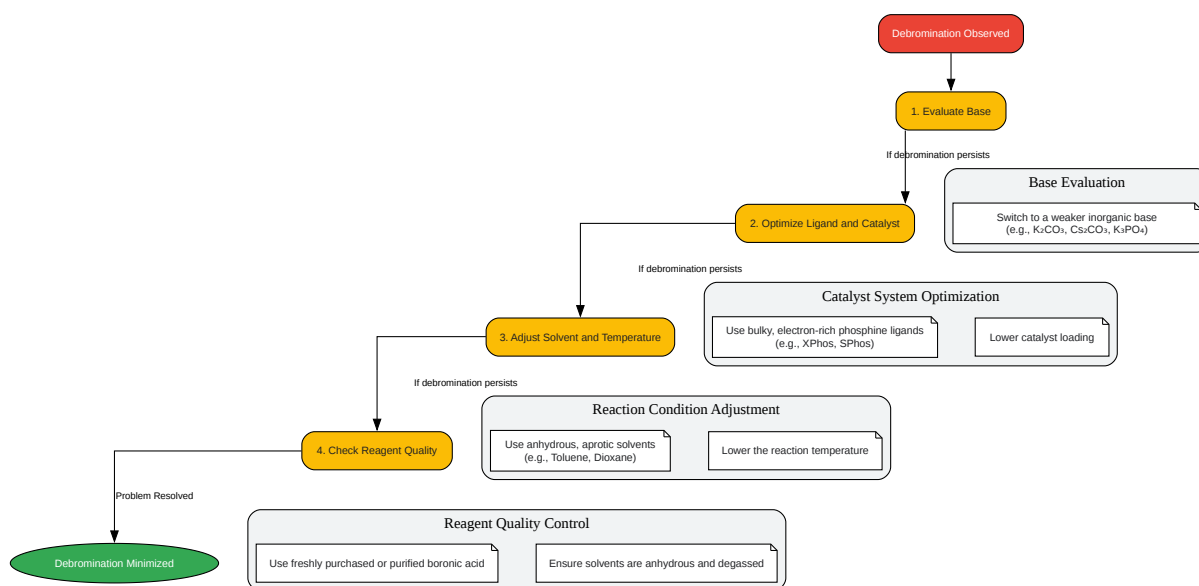 Debromination Observed
1. Evaluate Base
If debromination persists
Base Evaluation
Switch to a weaker inorganic base
(e.g., K₂CO₃, Cs₂CO₃, K₃PO₄)
2. Optimize Ligand and Catalyst
If debromination persists
Catalyst System Optimization
Use bulky, electron-rich phosphine ligands
(e.g., XPhos, SPhos)
Lower catalyst loading
3. Adjust Solvent and Temperature
If debromination persists
Reaction Condition Adjustment
Use anhydrous, aprotic solvents
(e.g., Toluene, Dioxane)
Lower the reaction temperature
4. Check Reagent Quality
Problem Resolved
Reagent Quality Control
Use freshly purchased or purified boronic acid
Ensure solvents are anhydrous and degassed
Debromination Minimized